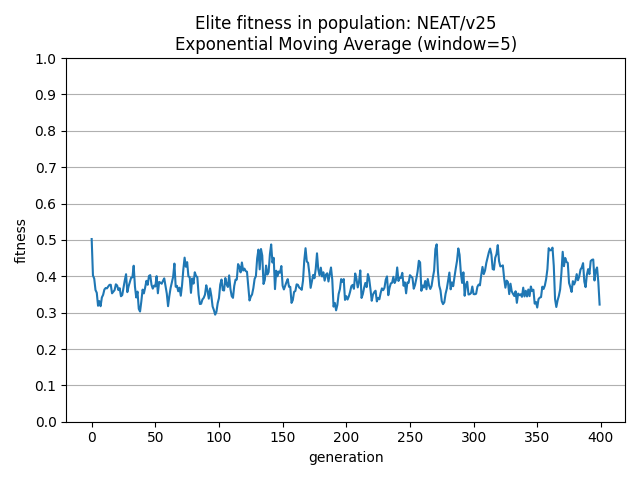 Elite fitness in population: NEAT/v25
Exponential Moving Average (window=5)
1.0
0.9
0.8
0.7
0.6
0.5
0.4
0.3
0.2
0.1
0.0
fitness
0 50 100 150 200 250 300 350 400
generation